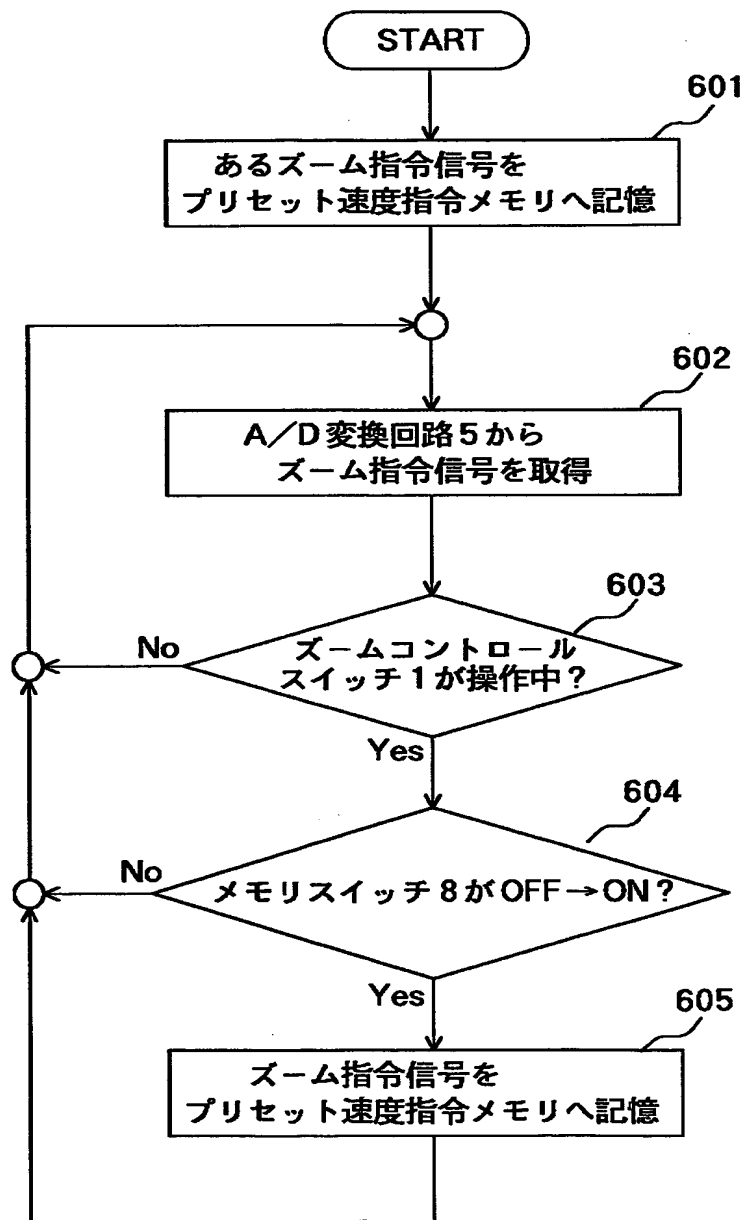 START
601
あるズーム指令信号を
プリセット速度指令メモリへ記憶
602
A／D変換回路5から
ズーム指令信号を取得
603
ズームコントロール
スイッチ1が操作中？
No
Yes
604
メモリスイッチ8がOFF→ON？
No
Yes
605
ズーム指令信号を
プリセット速度指令メモリへ記憶